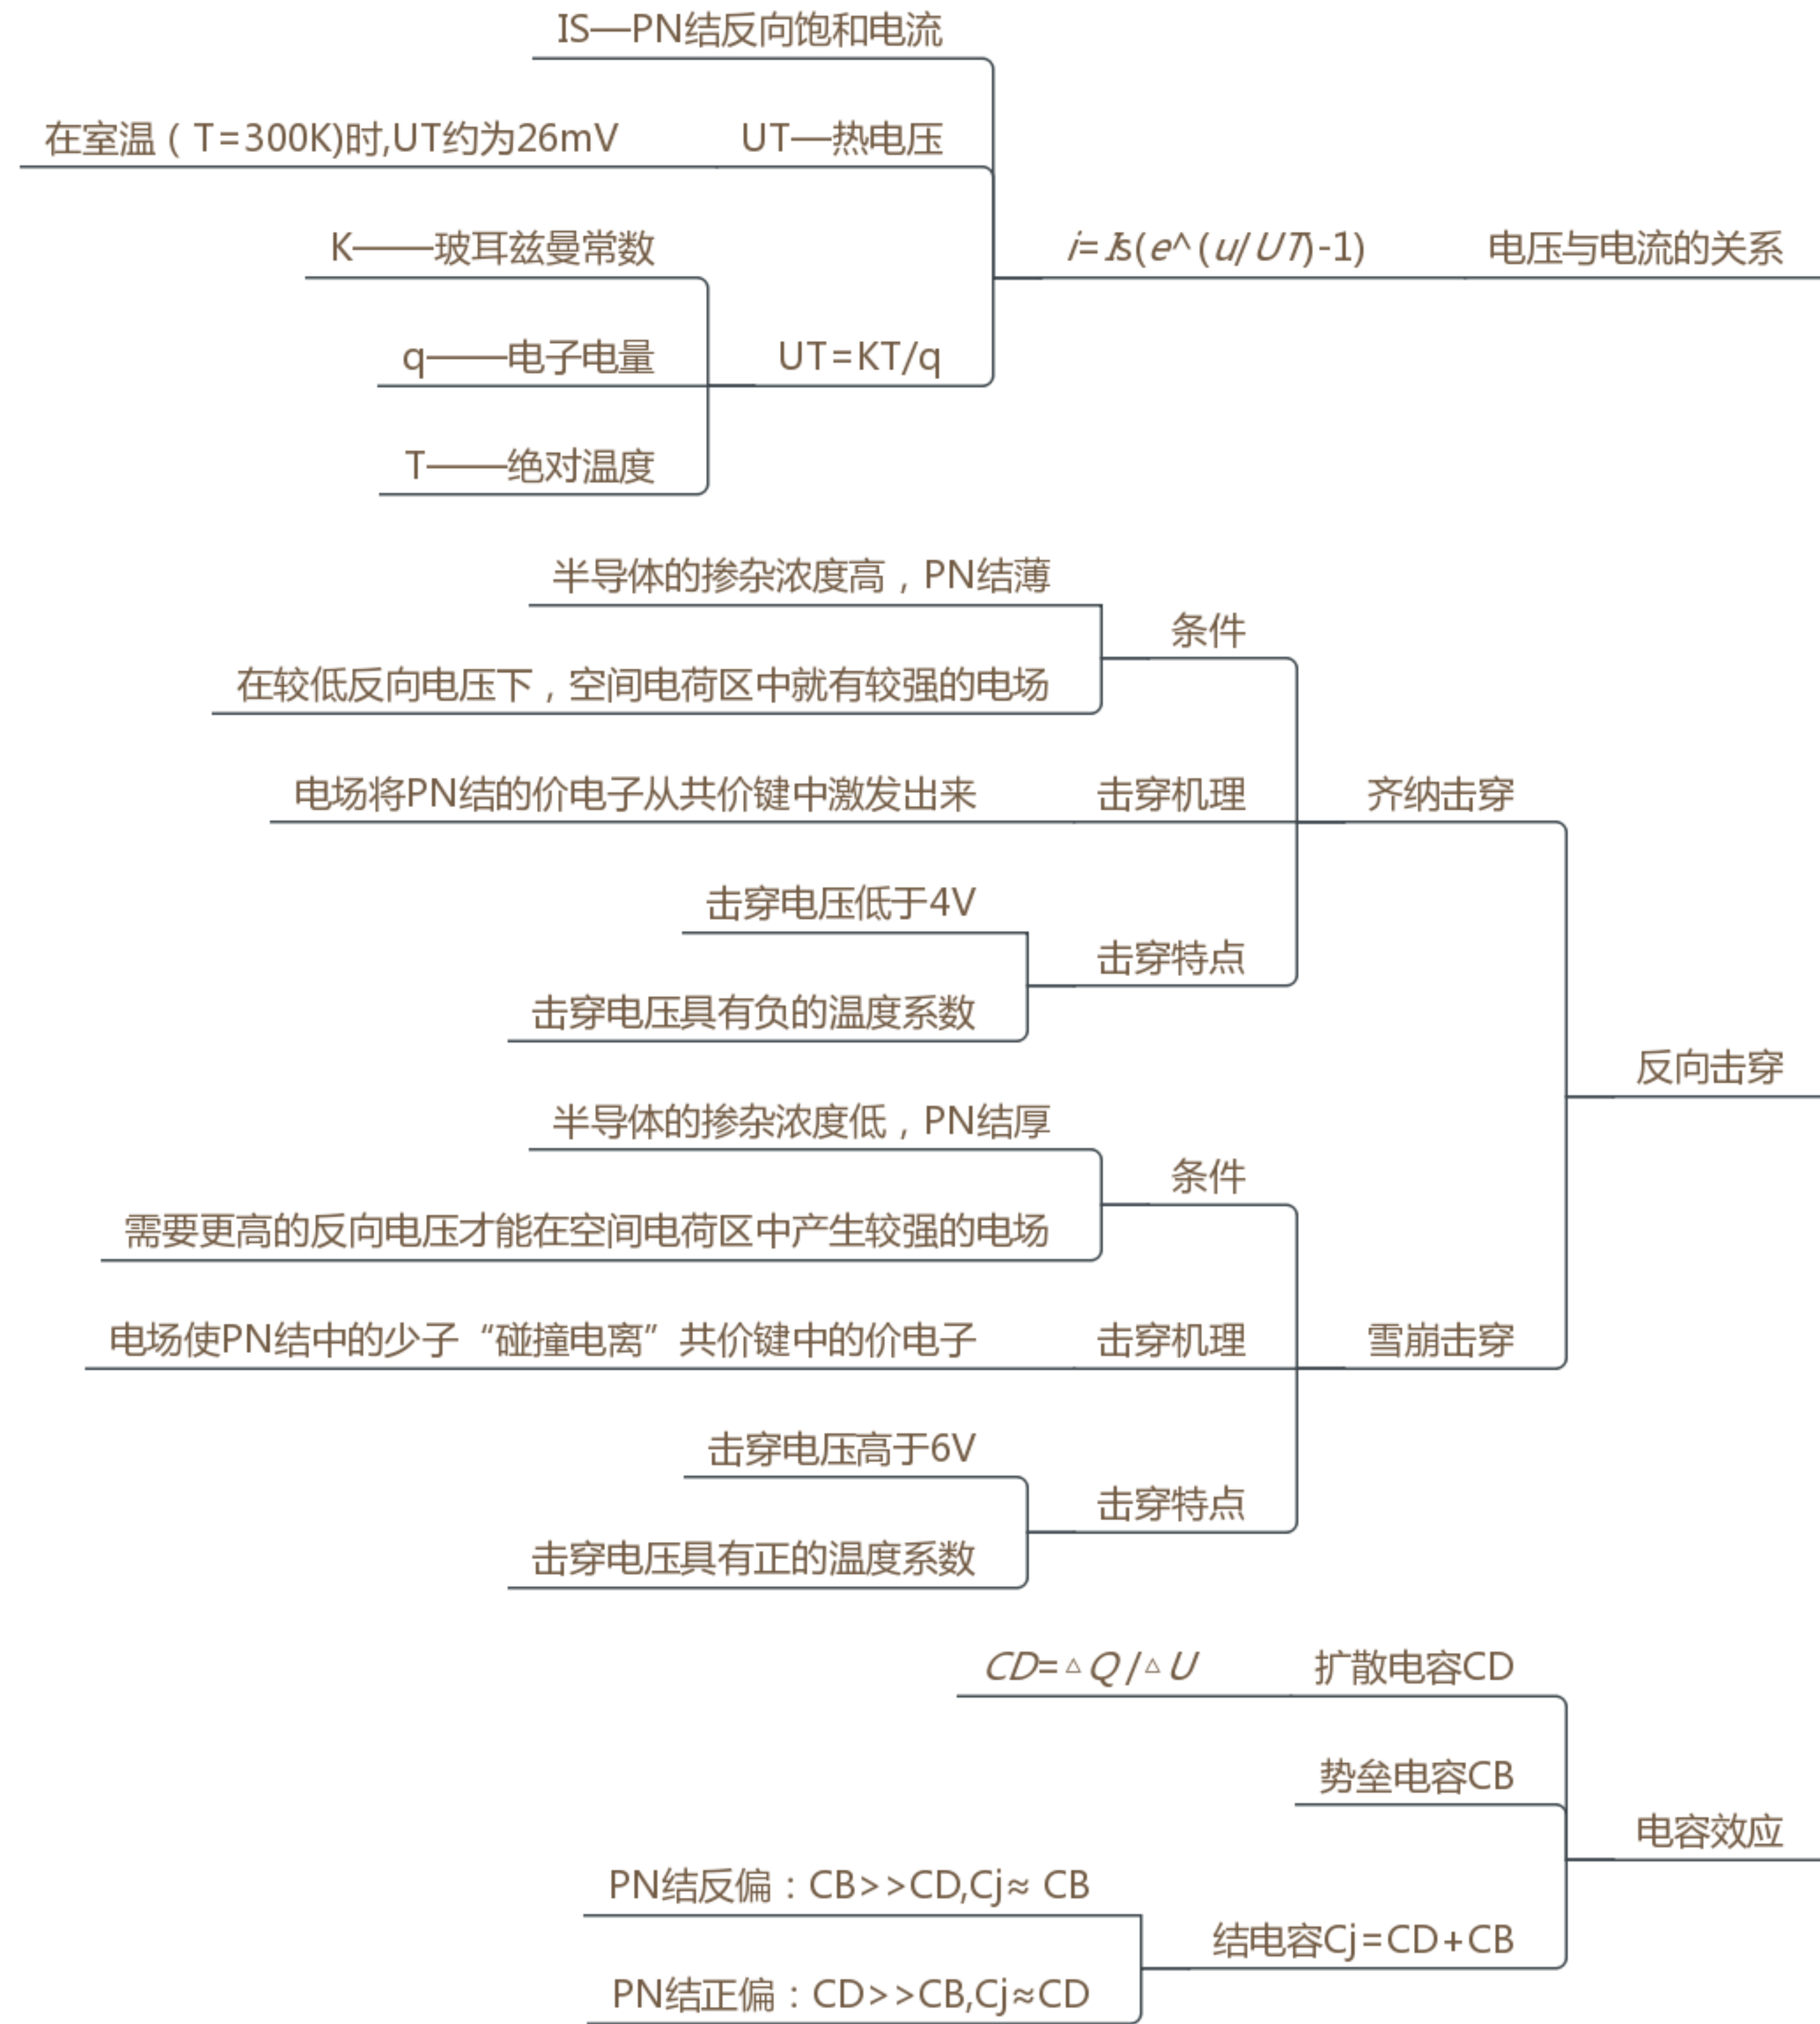 IS—PN结反向饱和电流
在室温（T=300K)时,UT约为26mV
UT—热电压
K——玻耳兹曼常数
i=Is(e^(u/UT)-1)
电压与电流的关系
q——电子电量
UT=KT/q
T——绝对温度
半导体的掺杂浓度高，PN结薄
条件
在较低反向电压下，空间电荷区中就有较强的电场
电场将PN结的价电子从共价键中激发出来
击穿机理
齐纳击穿
击穿电压低于4V
击穿特点
击穿电压具有负的温度系数
反向击穿
半导体的掺杂浓度低，PN结厚
条件
需要更高的反向电压才能在空间电荷区中产生较强的电场
电场使PN结中的少子“碰撞电离”共价键中的价电子
击穿机理
雪崩击穿
击穿电压高于6V
击穿特点
击穿电压具有正的温度系数
CD=△Q/△U
扩散电容CD
势垒电容CB
电容效应
PN结反偏：CB>>CD,Cj≈ CB
结电容Cj=CD+CB
PN结正偏：CD>>CB,Cj≈CD